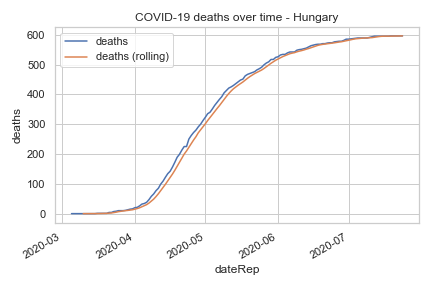 COVID-19 deaths over time - Hungary
deaths
deaths (rolling)
600
500
400
300
200
100
0
deaths
2020-03
2020-04
2020-05
2020-06
2020-07
dateRep